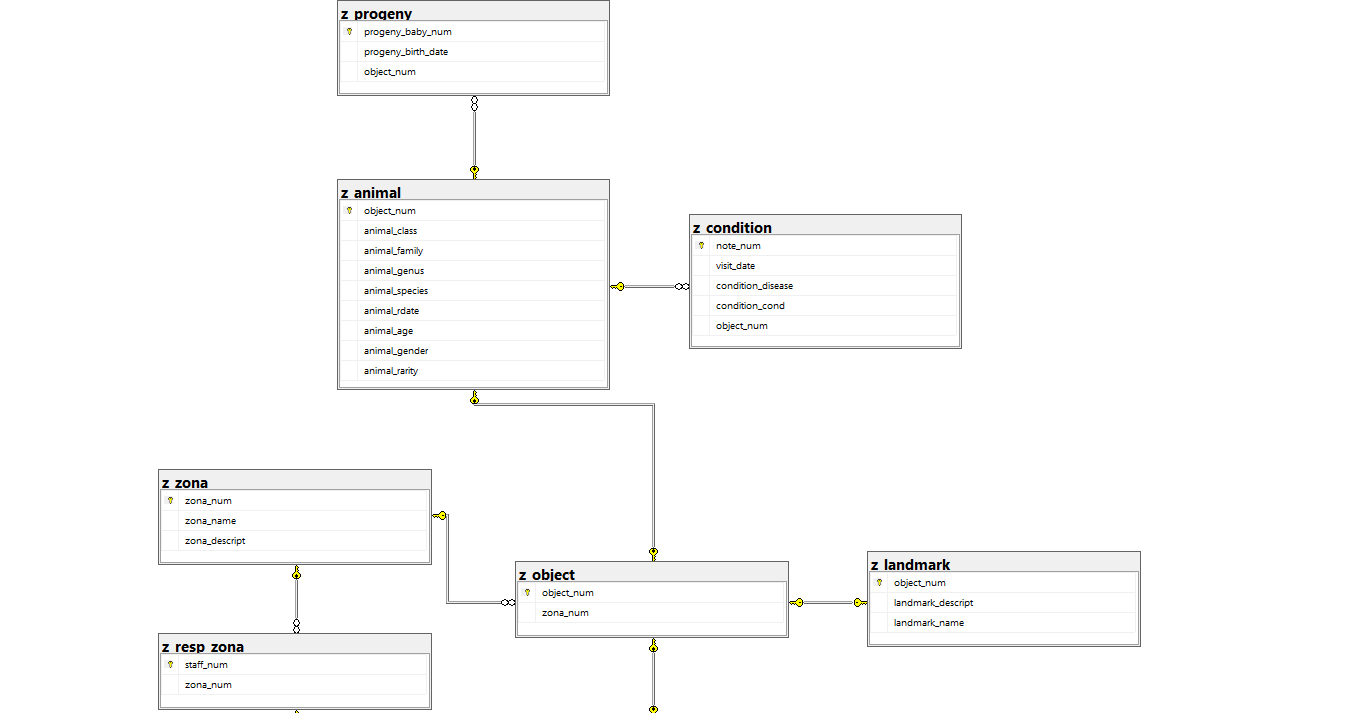 z_progeny
progeny_baby_num
progeny_birth_date
object_num
z_animal
object_num
animal_class
animal_family
animal_genus
animal_species
animal_rdate
animal_age
animal_gender
animal_rarity
z_condition
note_num
visit_date
condition_disease
condition_cond
object_num
z_zona
zona_num
zona_name
zona_descript
z_object
object_num
zona_num
z_landmark
object_num
landmark_descript
landmark_name
z_resp_zona
staff_num
zona_num